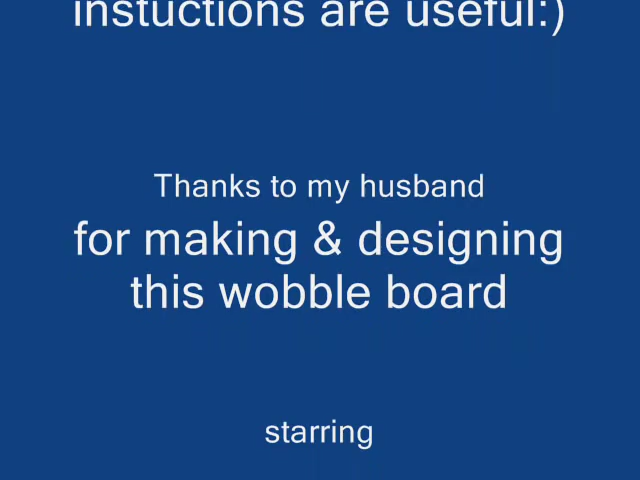 instuctions are useful:)
Thanks to my husband
for making & designing
this wobble board
starring